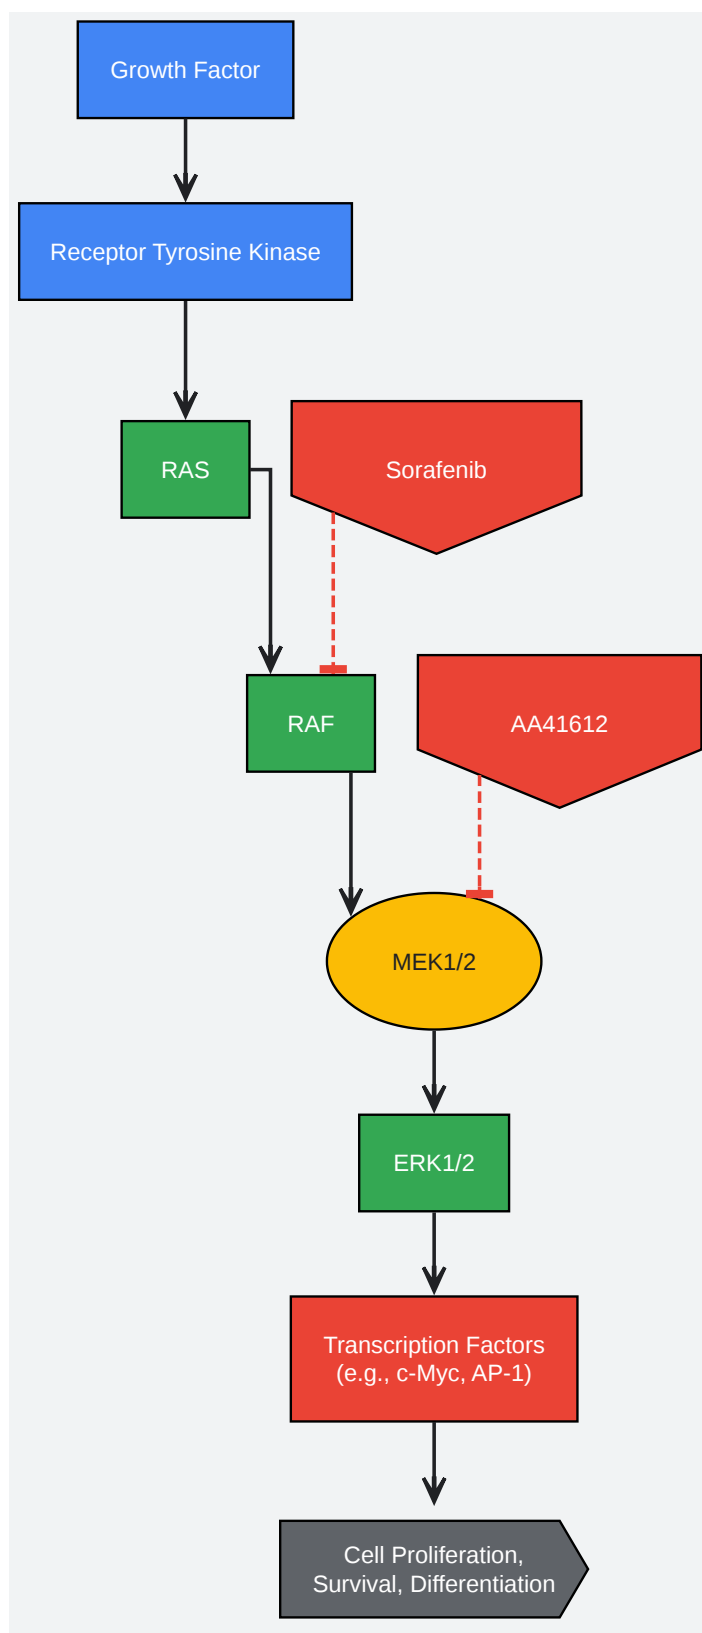 Growth Factor
Receptor Tyrosine Kinase
RAS
Sorafenib
RAF
AA41612
MEK1/2
ERK1/2
Transcription Factors
(e.g., c-Myc, AP-1)
Cell Proliferation,
Survival, Differentiation